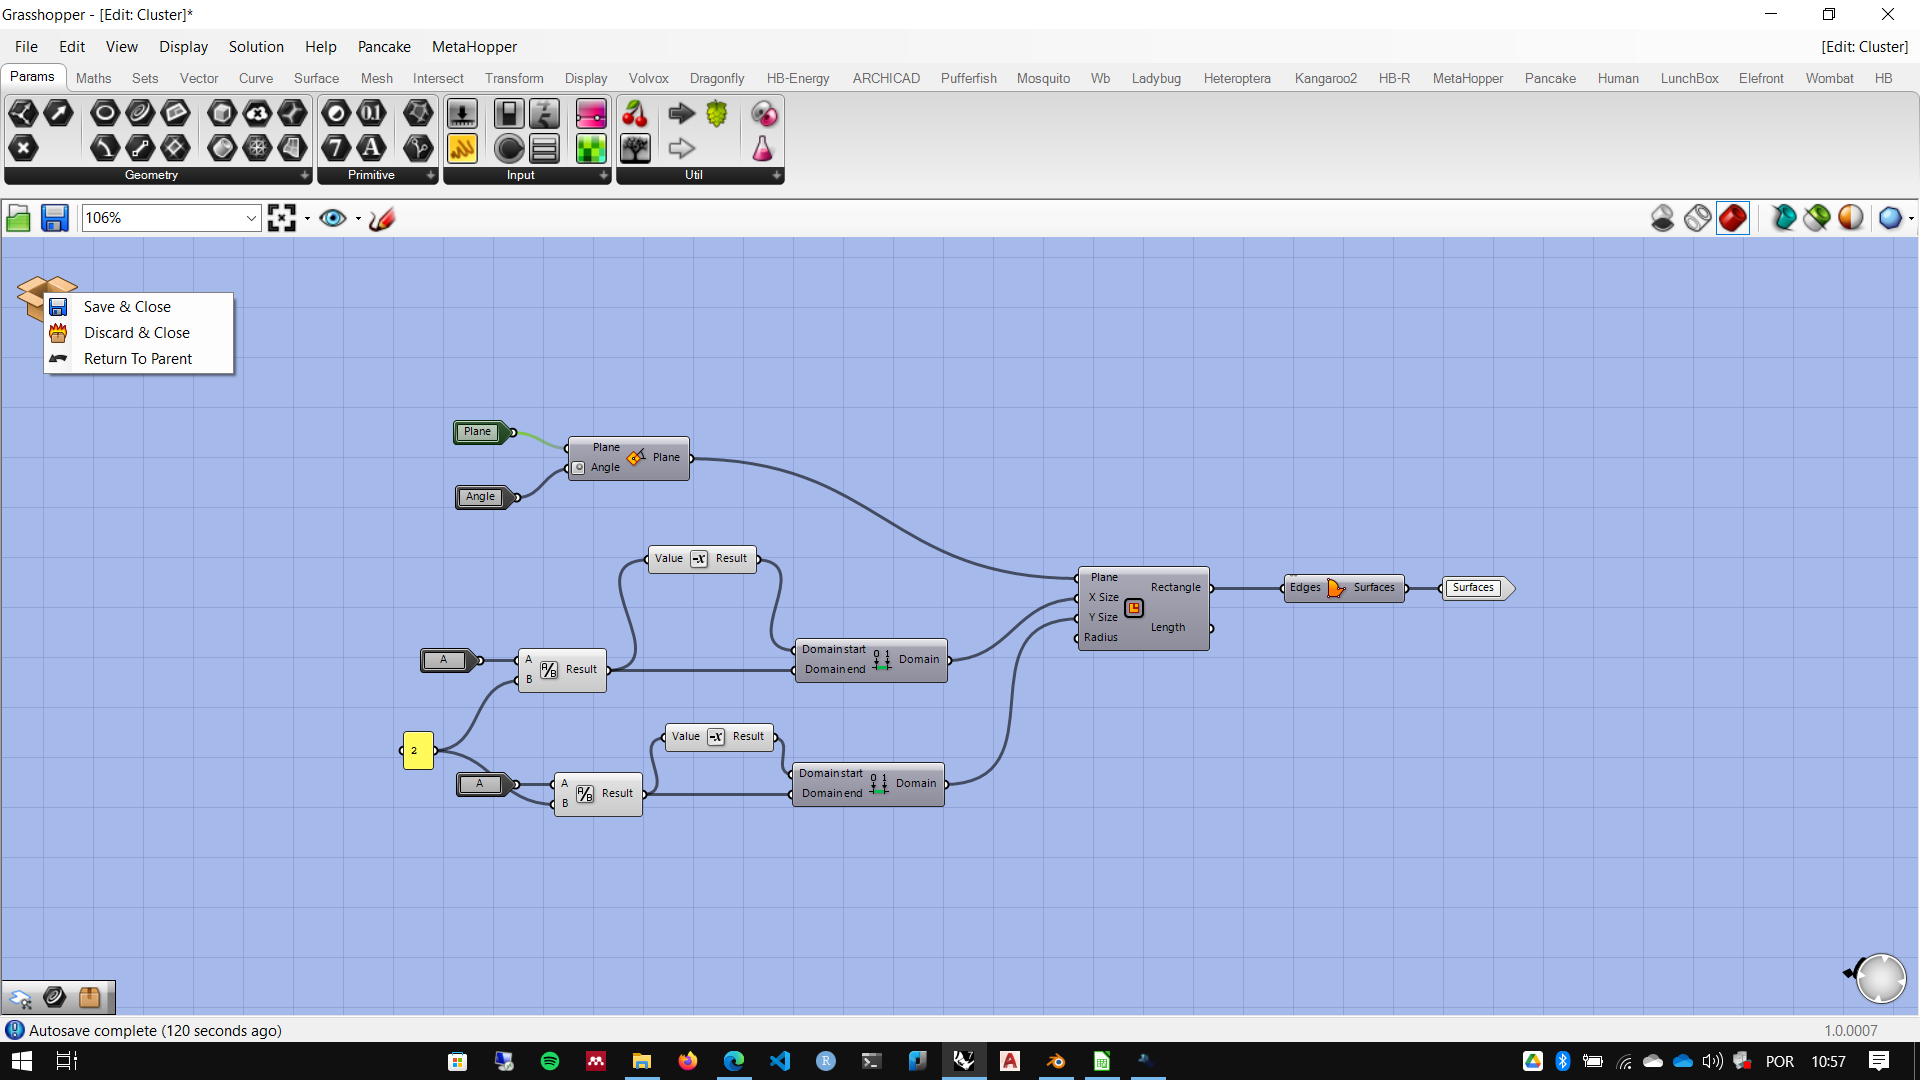 Grasshopper - [Edit: Cluster]*
File Edit View Display Solution Help Pancake MetaHopper [Edit: Cluster]
Params Maths Sets Vector Curve Surface Mesh Intersect Transform Display Volvox Dragonfly HB-Energy ARCHICAD Pufferfish Mosquito Wb Ladybug Heteroptera Kangaroo2 HB-R MetaHopper Pancake Human LunchBox Elefront Wombat HB
Geometry Primitive Input Util
106%
Save & Close
Discard & Close
Return To Parent
Plane
Plane
Angle
Plane
Angle
Value -x Result
A
A
B
A/B
Result
Domain start
Domain end
0 1
Domain
2
Value -x Result
A
A
B
A/B
Result
Domain start
Domain end
0 1
Domain
Plane
X Size
Y Size
Radius
Rectangle
Length
Edges Surfaces
Surfaces
Autosave complete (120 seconds ago)
1.0.0007
POR 10:57